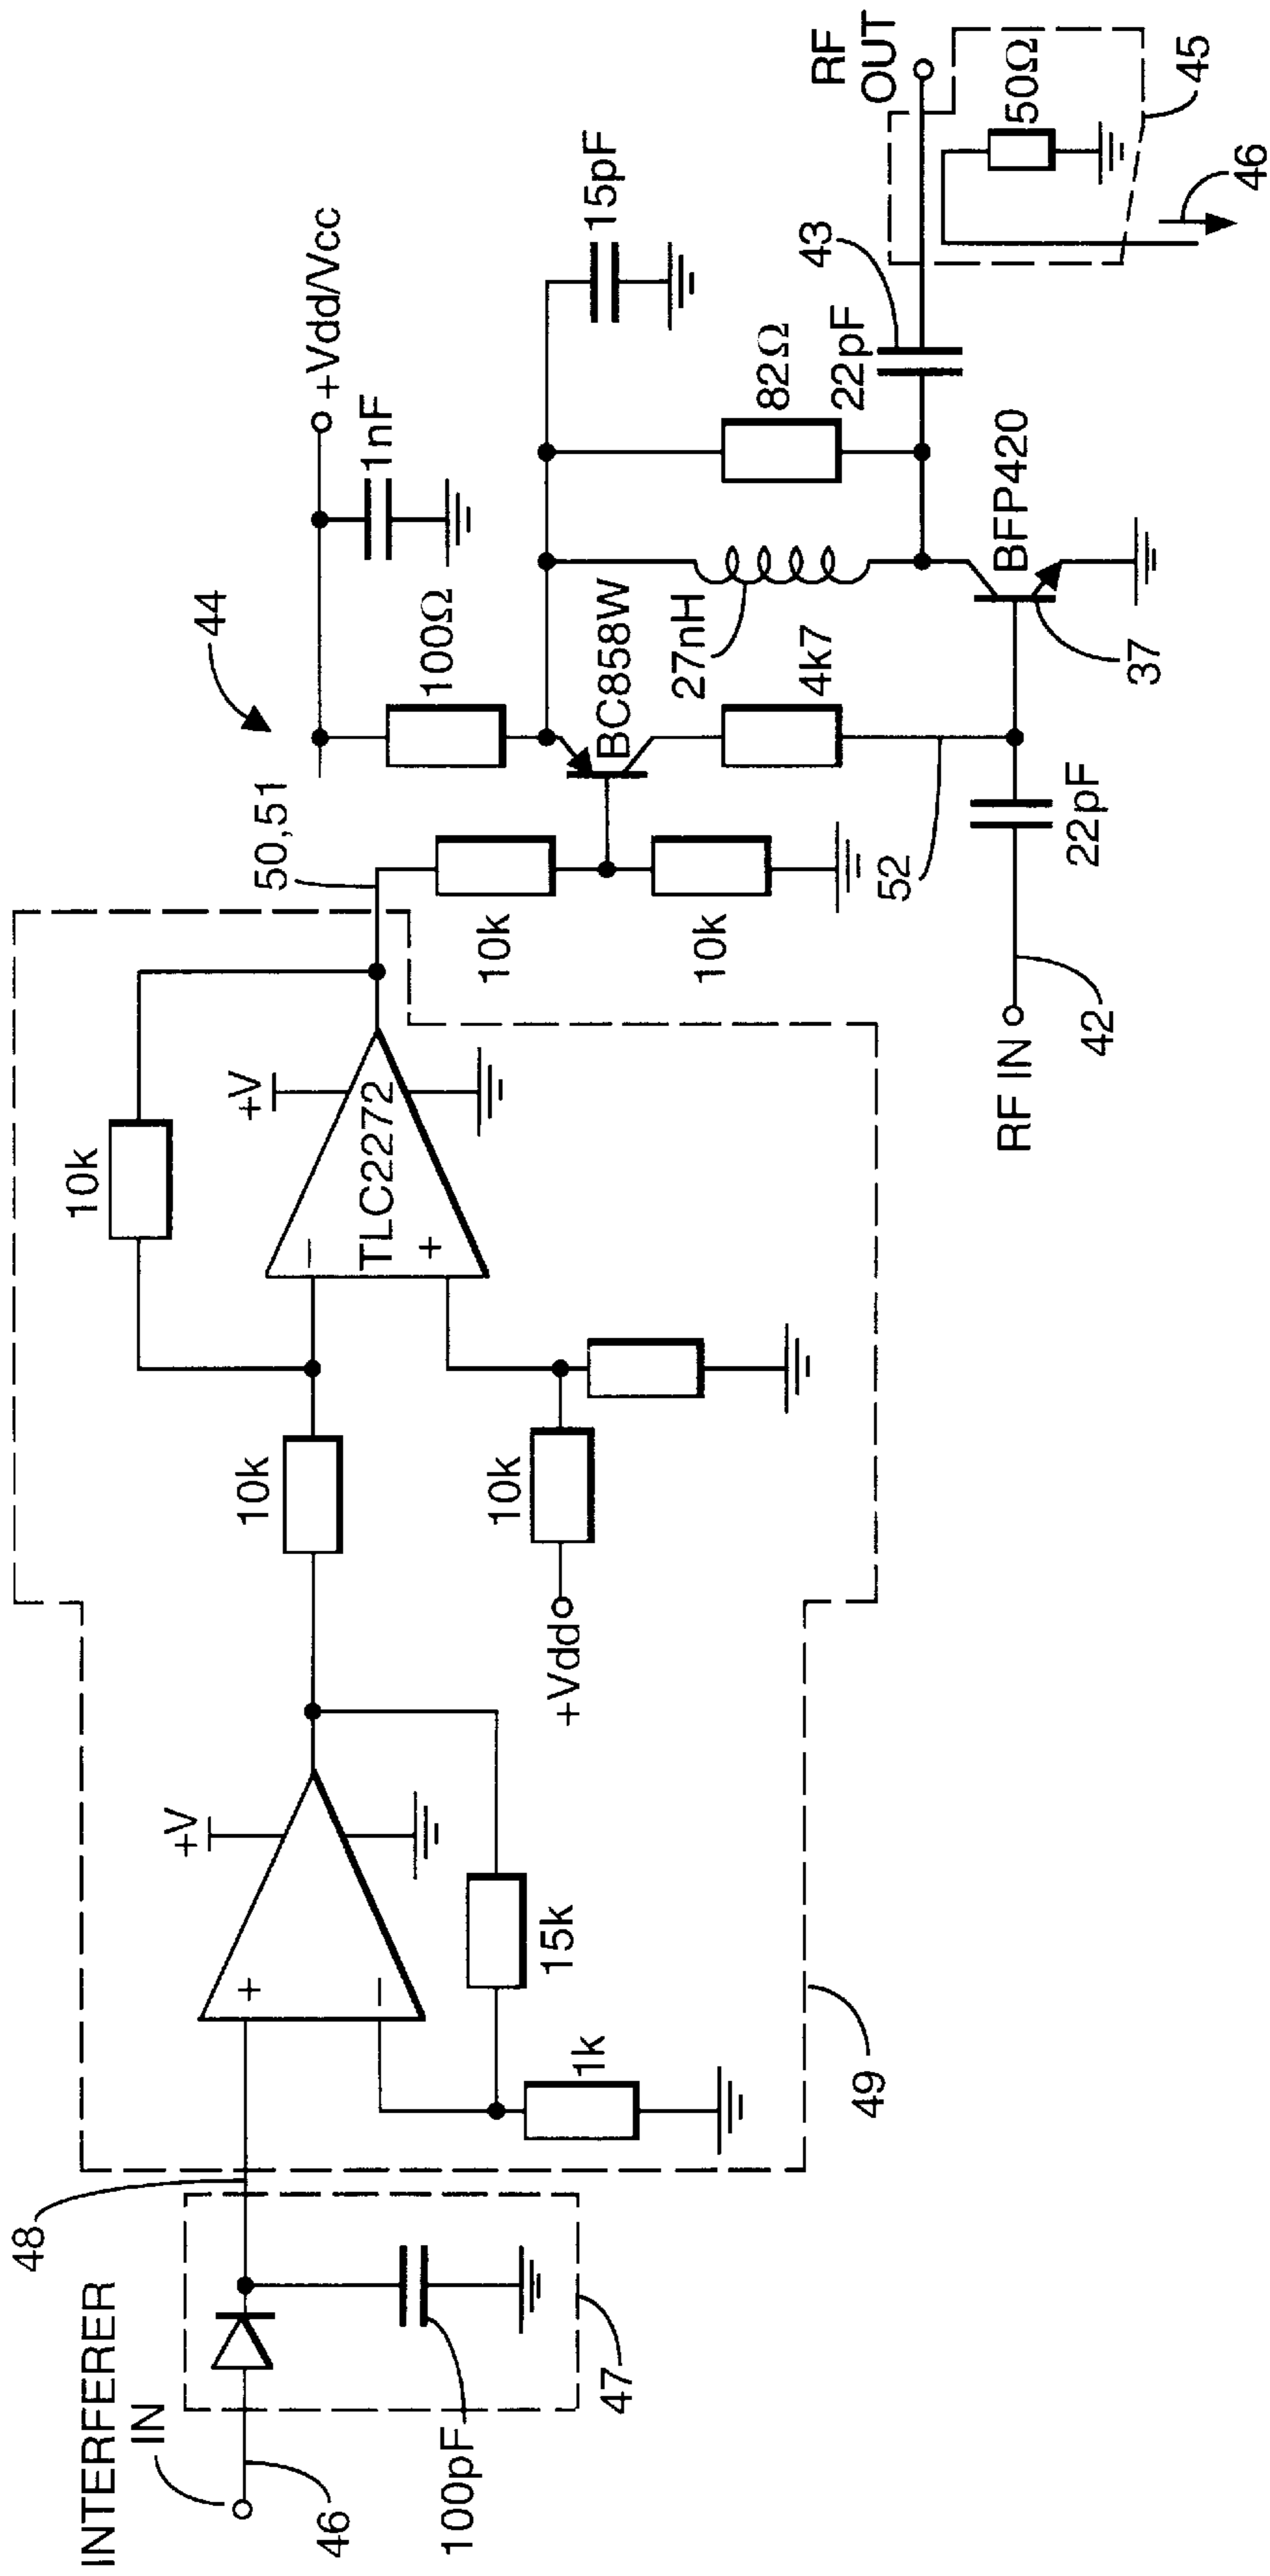 INTERFERER
IN
46
48
100pF
47
+V
+
−
1k
15k
49
10k
10k
+V
−
+
TLC2272
10k
+Vdd
50,51
10k
10k
44
+Vdd/Vcc
1nF
100Ω
BC858W
15pF
27nH
82Ω
4k7
52
22pF
43
22pF
RF IN
42
BFP420
37
RF
OUT
50Ω
45
46